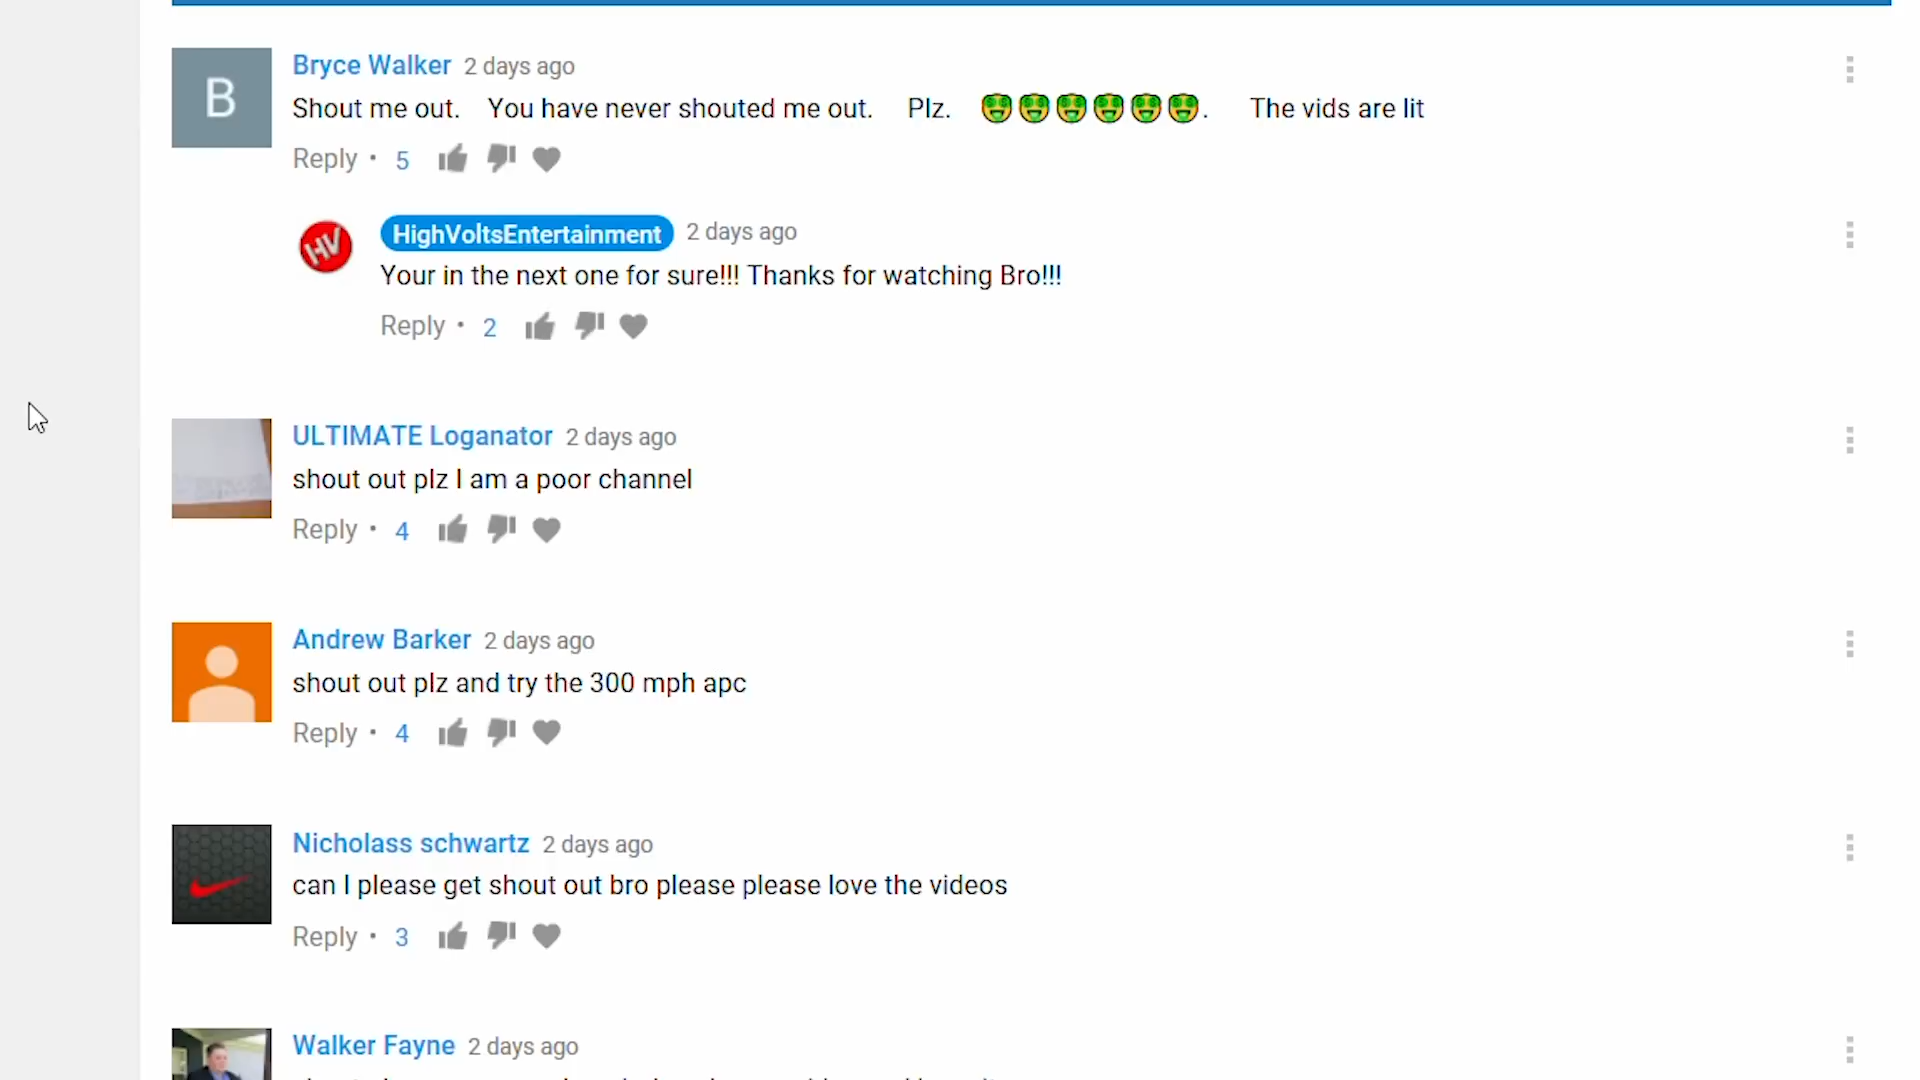 B
Bryce Walker 2 days ago
Shout me out. You have never shouted me out. Plz. 🤑🤑🤑🤑🤑🤑. The vids are lit
Reply • 5
HV
HighVoltsEntertainment 2 days ago
Your in the next one for sure!!! Thanks for watching Bro!!!
Reply • 2
ULTIMATE Loganator 2 days ago
shout out plz I am a poor channel
Reply • 4
Andrew Barker 2 days ago
shout out plz and try the 300 mph apc
Reply • 4
Nicholass schwartz 2 days ago
can I please get shout out bro please please love the videos
Reply • 3
Walker Fayne 2 days ago